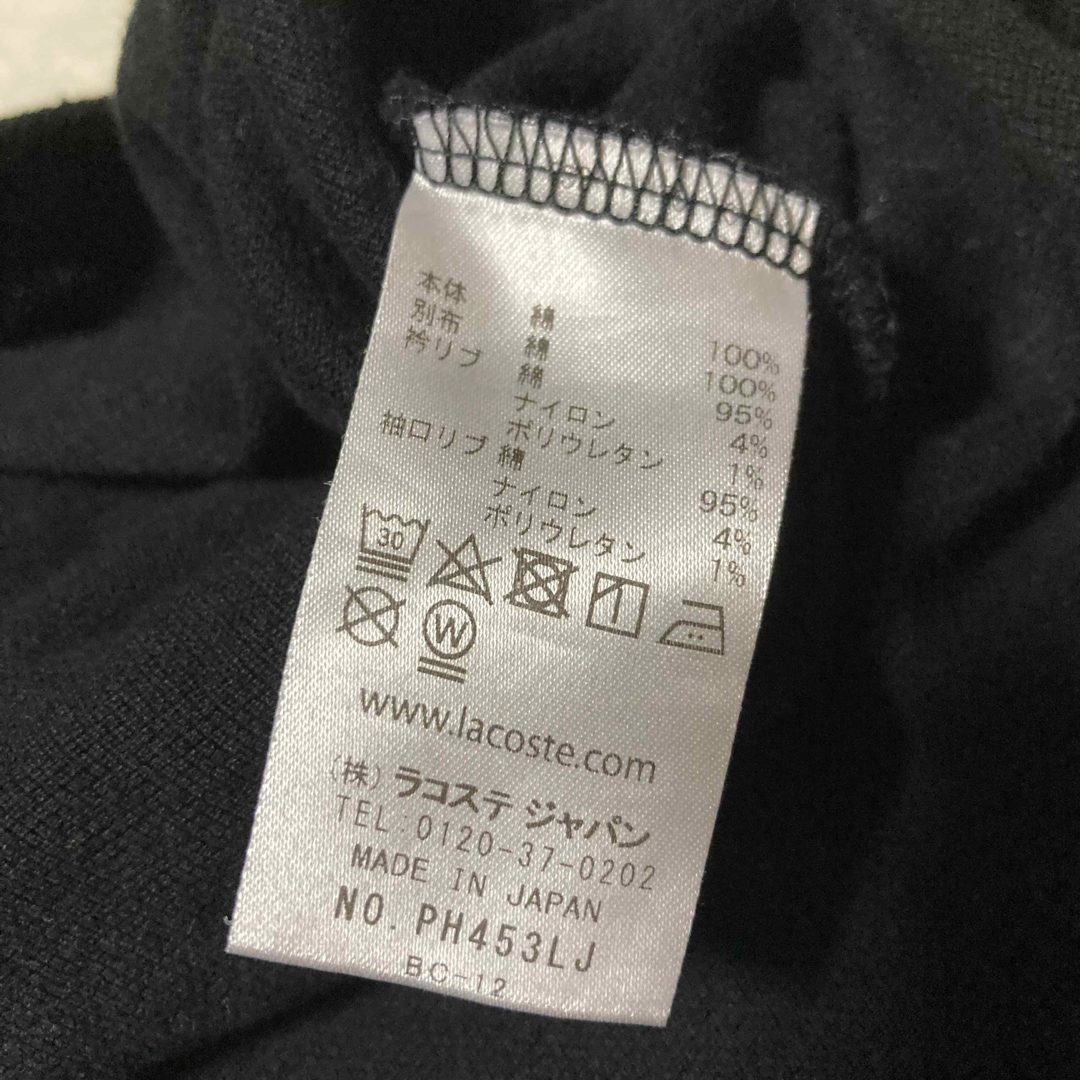 本体 綿 100%
別布 綿 100%
衿リブ 綿 95%
ナイロン 4%
ポリウレタン 1%
袖口リブ 綿 95%
ナイロン 4%
ポリウレタン 1%
30
W
www.lacoste.com
(株) ラコステ ジャパン
TEL:0120-37-0202
MADE IN JAPAN
NO. PH453LJ
BC-12